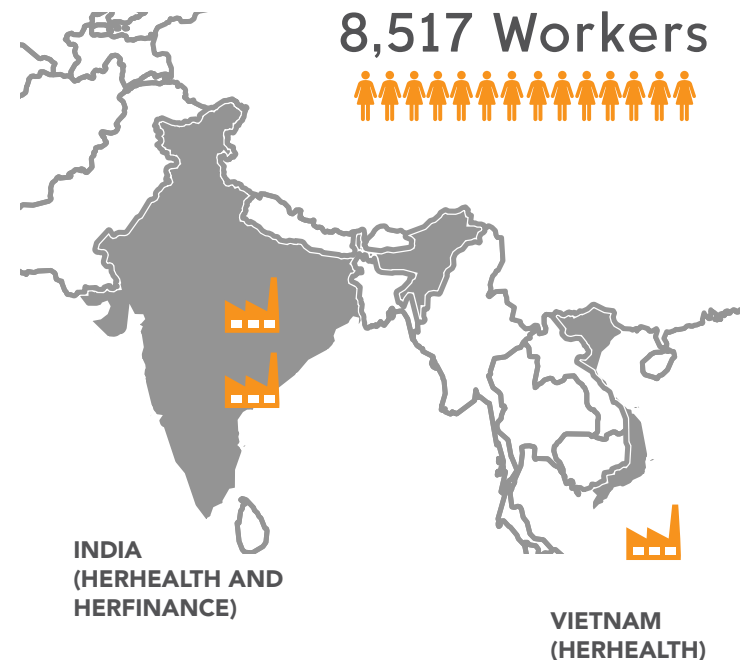 8,517 Workers
INDIA
(HERHEALTH AND
HERFINANCE)
VIETNAM
(HERHEALTH)